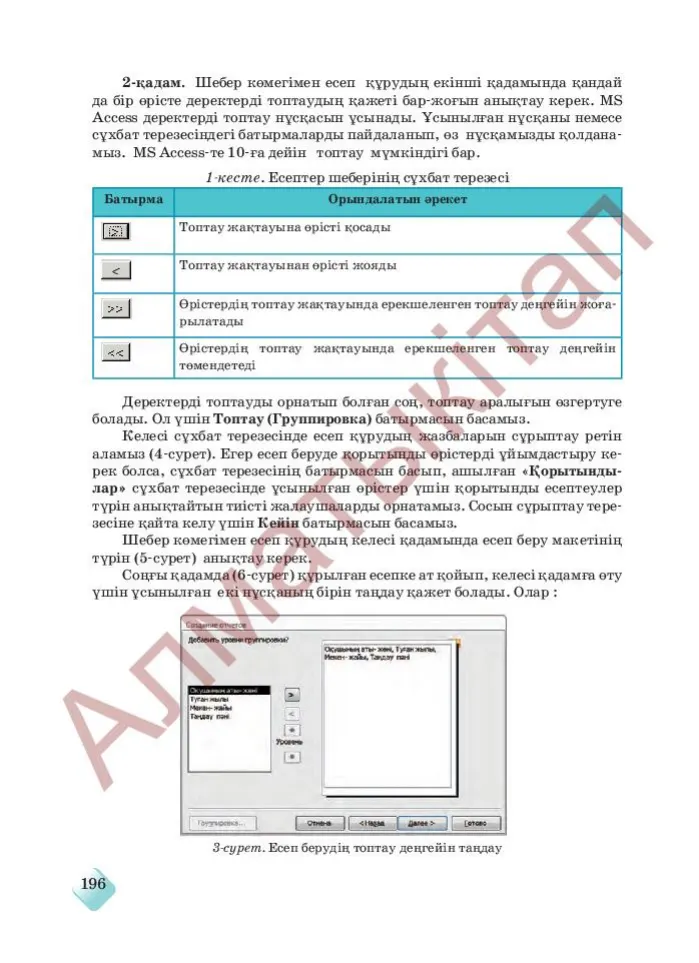 2-қадам. Шебер көмегімен есеп құрудың екінші қадамында қандай
да бір өрісте деректерді топтаудың қажеті бар-жоғын анықтау керек. MS
Access деректерді топтау нұсқасын ұсынады. Ұсынылған нұсқаны немесе
сұхбат терезесіндегі батырмаларды пайдаланып, өз нұсқамызды қолдана-
мыз. MS Access-те 10-ға дейін топтау мүмкіндігі бар.
1-кесте. Есептер шеберінің сұхбат терезесі
Батырма Орындалатын әрекет
Топтау жақтауына өрісті қосады
< Топтау жақтауынан өрісті жояды
>> Өрістердің топтау жақтауында ерекшеленген топтау деңгейін жоға-
рылатады
<< Өрістердің топтау жақтауында ерекшеленген топтау деңгейін
төмендетеді
Деректерді топтауды орнатып болған соң, топтау аралығын өзгертуге
болады. Ол үшін Топтау (Группировка) батырмасын басамыз.
Келесі сұхбат терезесінде есеп құрудың жазбаларын сұрыптау ретін
аламыз (4-сурет). Егер есеп беруде қорытынды өрістерді ұйымдастыру ке-
рек болса, сұхбат терезесінің батырмасын басып, ашылған «Қорытынды-
лар» сұхбат терезесінде ұсынылған өрістер үшін қорытынды есептеулер
түрін анықтайтын тиісті жалаушаларды орнатамыз. Сосын сұрыптау тере-
зесіне қайта келу үшін Кейін батырмасын басамыз.
Шебер көмегімен есеп құрудың келесі қадамында есеп беру макетінің
түрін (5-сурет) анықтау керек.
Соңғы қадамда (6-сурет) құрылған есепке ат қойып, келесі қадамға өту
үшін ұсынылған екі нұсқаның бірін таңдау қажет болады. Олар :
Создание отчетов
Добавить уровни группировки?
Оқушының аты- жөні, Туған жылы,
Мекен- жайы, Таңдау пәні
Оқушының аты- жөні
Туған жылы
Мекен- жайы
Таңдау пәні
>
<
Уровень
Группировка... Отмена < Назад Далее > Готово
3-сурет. Есеп берудің топтау деңгейін таңдау
196
Алматыкітап